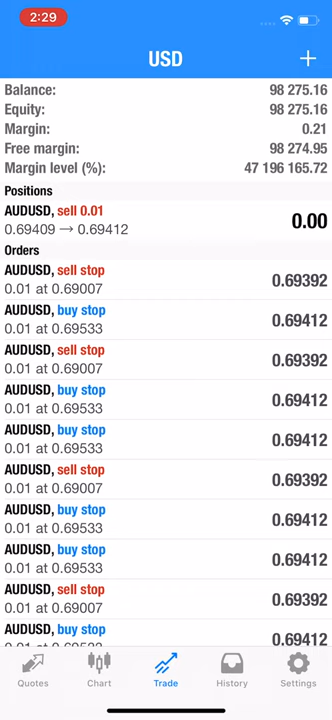 2:29
USD
+
Balance: 98 275.16
Equity: 98 275.16
Margin: 0.21
Free margin: 98 274.95
Margin level (%): 47 196 165.72
Positions
AUDUSD, sell 0.01
0.69409 → 0.69412 0.00
Orders
AUDUSD, sell stop
0.01 at 0.69007 0.69392
AUDUSD, buy stop
0.01 at 0.69533 0.69412
AUDUSD, sell stop
0.01 at 0.69007 0.69392
AUDUSD, buy stop
0.01 at 0.69533 0.69412
AUDUSD, buy stop
0.01 at 0.69533 0.69412
AUDUSD, sell stop
0.01 at 0.69007 0.69392
AUDUSD, buy stop
0.01 at 0.69533 0.69412
AUDUSD, buy stop
0.01 at 0.69533 0.69412
AUDUSD, sell stop
0.01 at 0.69007 0.69392
AUDUSD, buy stop
0.01 at 0.69533 0.69412
Quotes Chart Trade History Settings